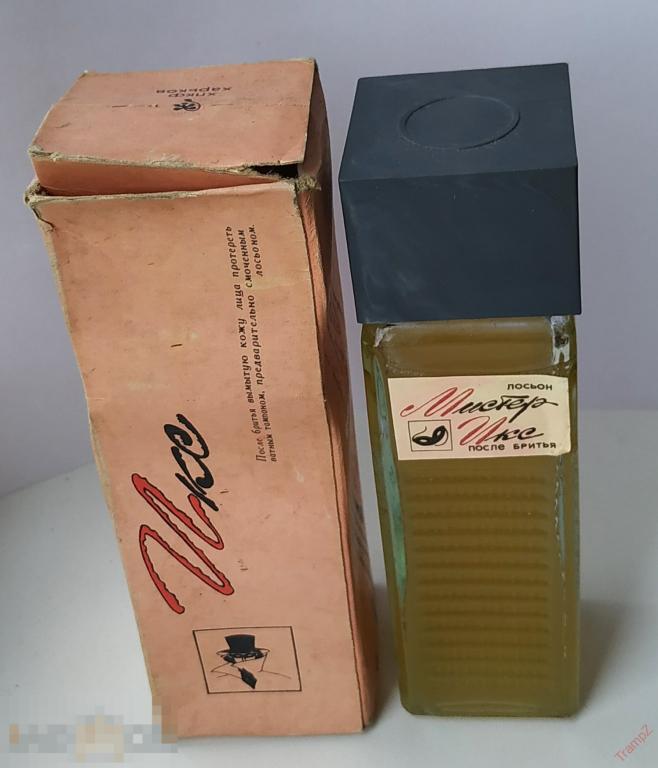 ХПКФ
ХАРЬКОВ
После бритья вымытую кожу лица протереть
ватным тампоном, предварительно смоченным
лосьоном.
Икс
ЛОСЬОН
Мистер
Икс
ПОСЛЕ БРИТЬЯ
TrampZ